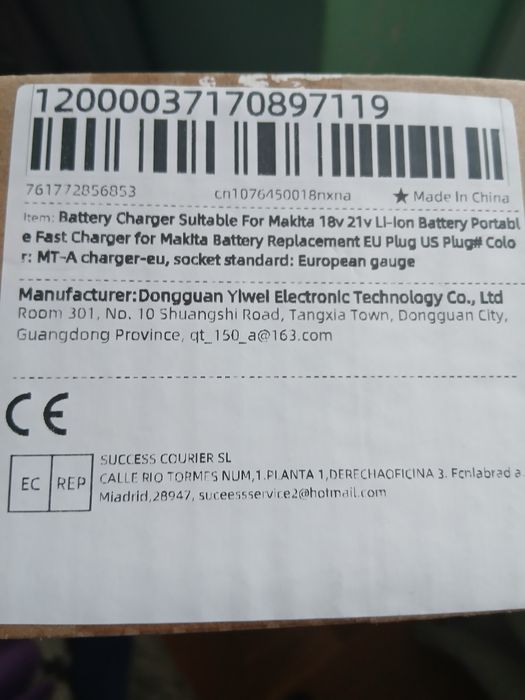 12000037170897119
761772856853 cn1076450018nxna ★ Made In China
Item: Battery Charger Suitable For Makita 18v 21v Li-Ion Battery Portabl
e Fast Charger for Makita Battery Replacement EU Plug US Plug# Colo
r: MT-A charger-eu, socket standard: European gauge
Manufacturer:Dongguan Yiwei Electronic Technology Co., Ltd
Room 301, No. 10 Shuangshi Road, Tangxia Town, Dongguan City,
Guangdong Province, qt_150_a@163.com
CE
EC REP
SUCCESS COURIER SL
CALLE RIO TORMES NUM,1.PLANTA 1,DERECHAOFICINA 3. Fenlabrad a.
Miadrid,28947, suceessservice2@hotmail.com